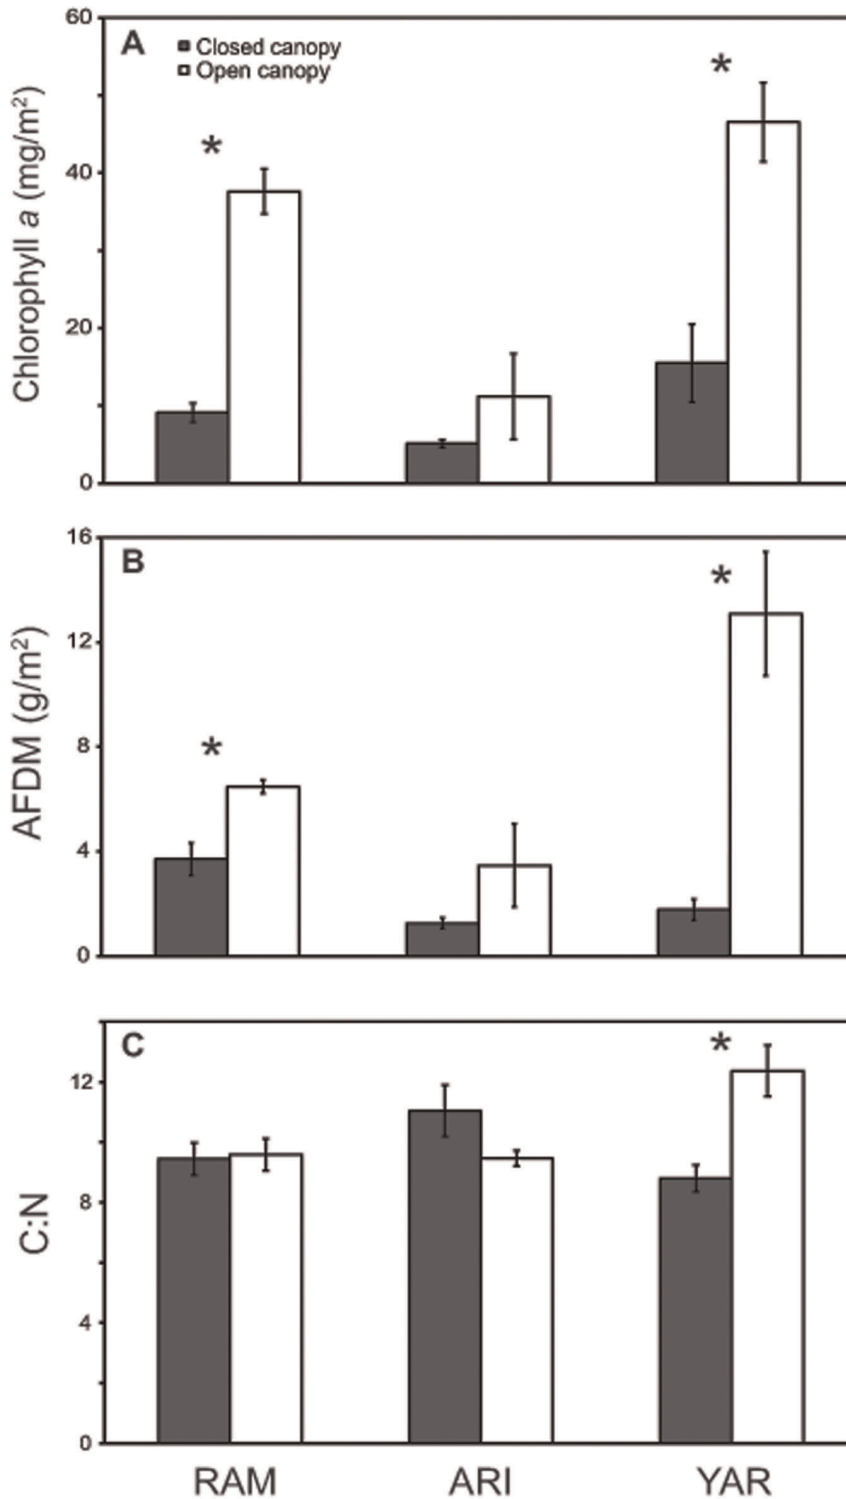 A
Closed canopy
Open canopy
Chlorophyll a (mg/m²)
60
40
20
0
*
*
B
AFDM (g/m²)
16
12
8
4
0
*
*
C
C:N
12
8
4
0
*
RAM ARI YAR